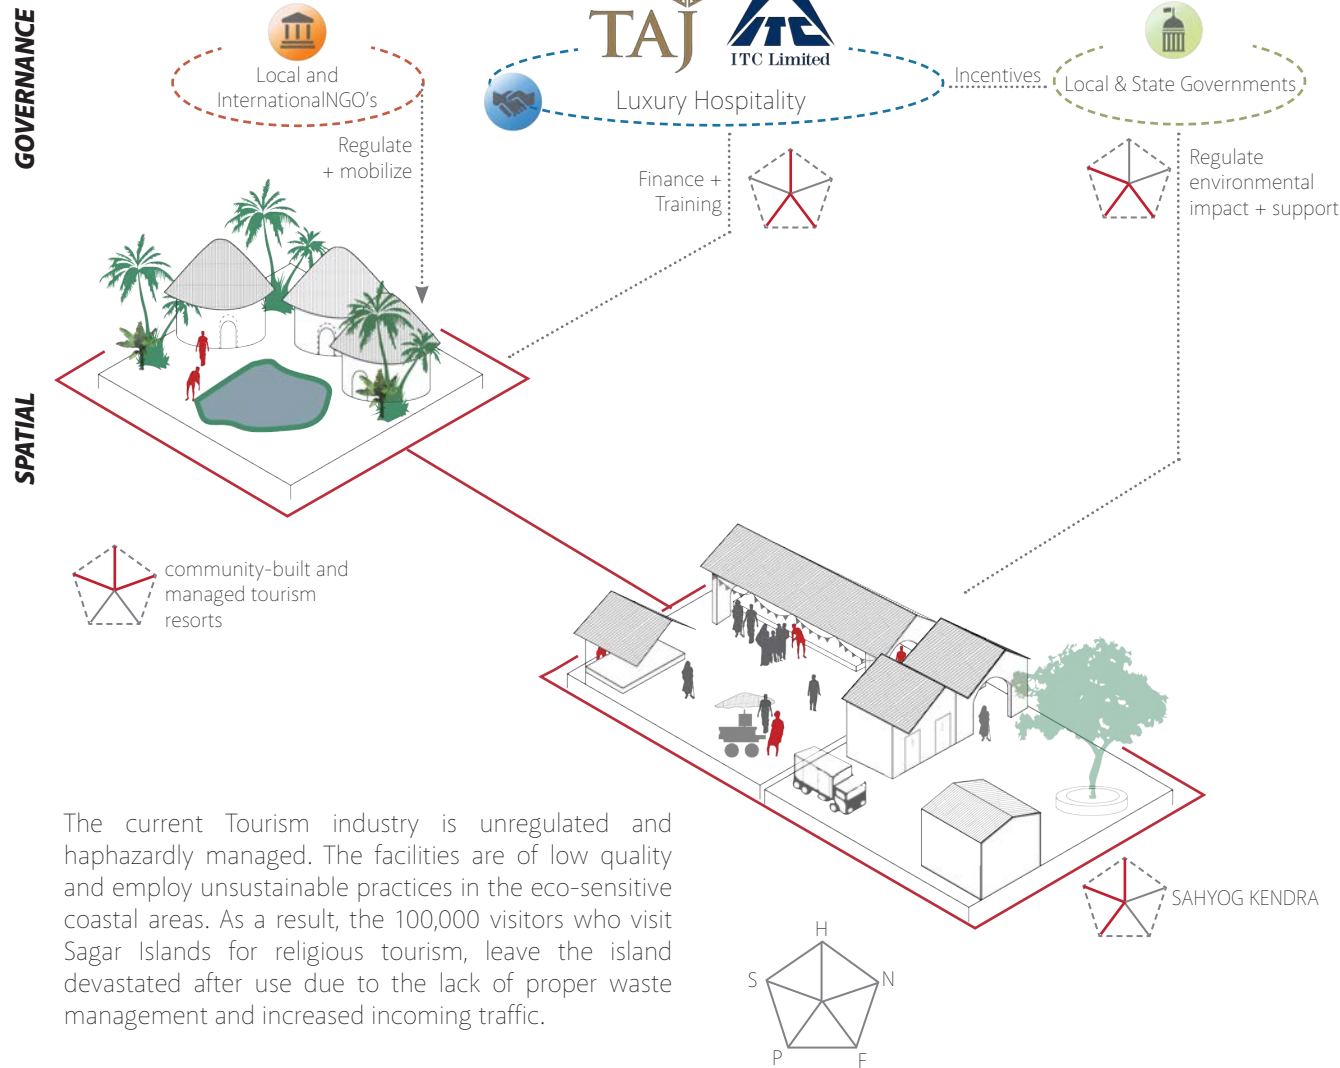 GOVERNANCE
TAJ
ITC
ITC Limited
Local and
InternationalNGO's
Luxury Hospitality
Incentives
Local & State Governments
Regulate
+ mobilize
Finance +
Training
Regulate
environmental
impact + support
SPATIAL
community-built and
managed tourism
resorts
The current Tourism industry is unregulated and
haphazardly managed. The facilities are of low quality
and employ unsustainable practices in the eco-sensitive
coastal areas. As a result, the 100,000 visitors who visit
Sagar Islands for religious tourism, leave the island
devastated after use due to the lack of proper waste
management and increased incoming traffic.
SAHYOG KENDRA
H
S
N
P
F